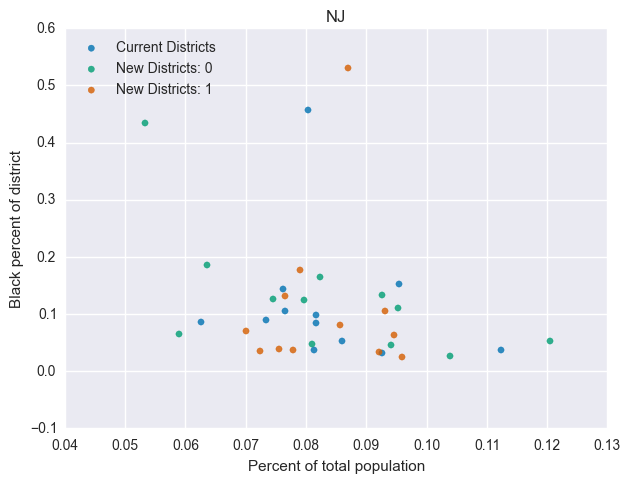 NJ
0.6
Current Districts
New Districts: 0
New Districts: 1
0.5
0.4
0.3
0.2
0.1
0.0
−0.1
Black percent of district
0.04 0.05 0.06 0.07 0.08 0.09 0.10 0.11 0.12 0.13
Percent of total population